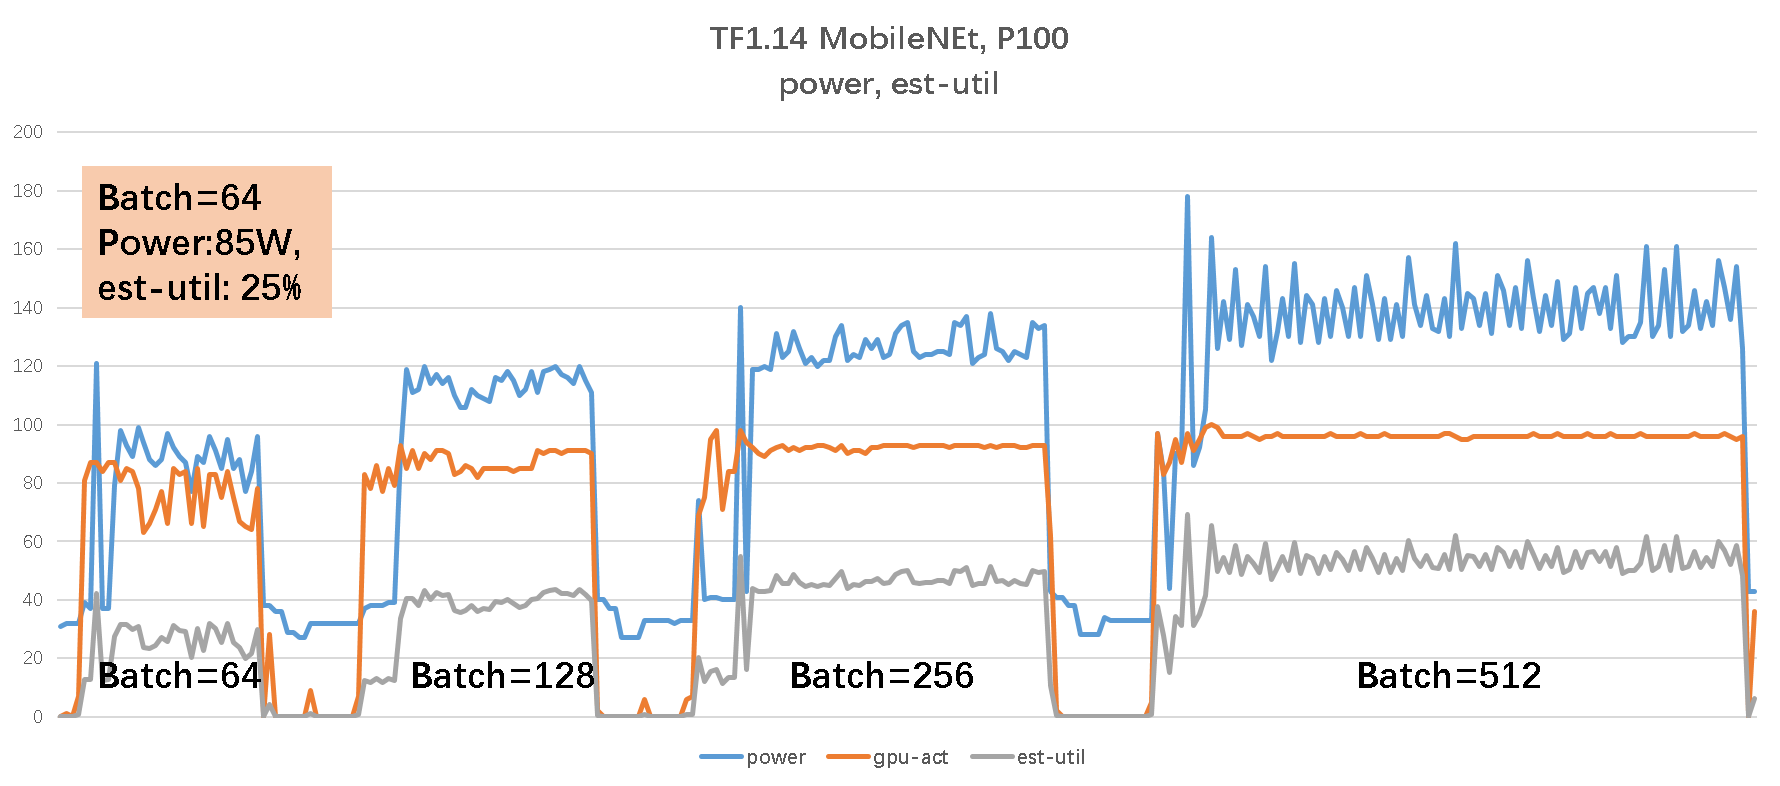 TF1.14 MobileNEt, P100
power, est-util
200
180
160
140
120
100
80
60
40
20
0
Batch=64
Power:85W,
est-util: 25%
Batch=64
Batch=128
Batch=256
Batch=512
power
gpu-act
est-util